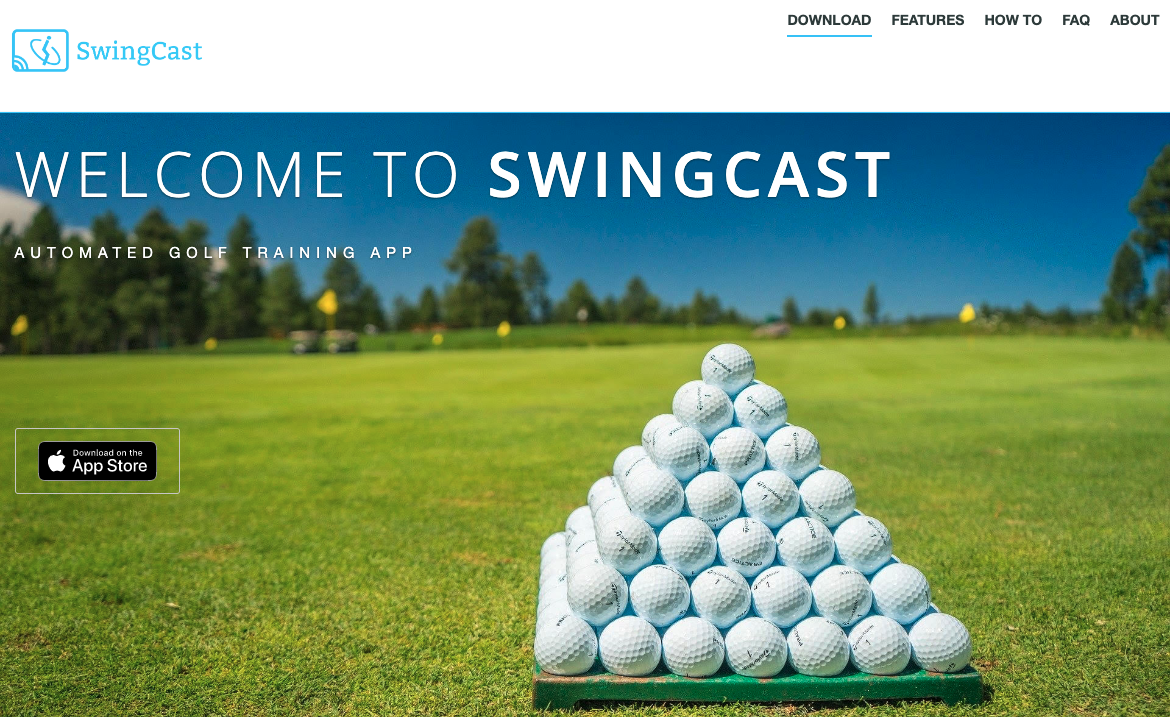 DOWNLOAD FEATURES HOW TO FAQ ABOUT
SwingCast
WELCOME TO SWINGCAST
AUTOMATED GOLF TRAINING APP
Download on the
App Store